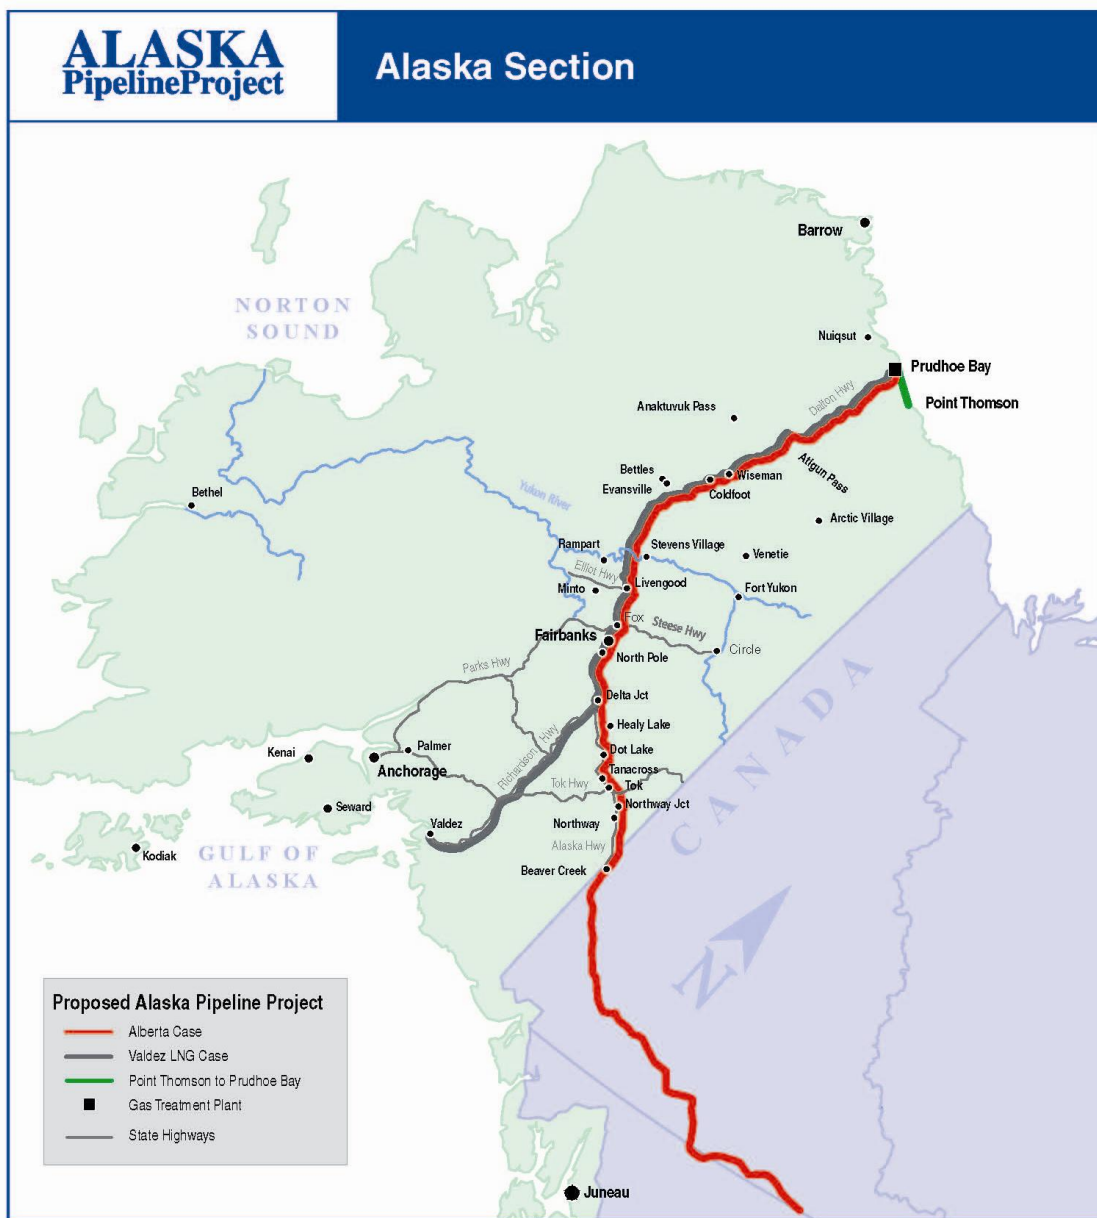 ALASKA
PipelineProject
Alaska Section
Barrow
NORTON
SOUND
Nuiqsut
Prudhoe Bay
Dalton Hwy
Point Thomson
Anaktuvuk Pass
Atigun Pass
Bettles
Wiseman
Evansville
Coldfoot
Bethel
Yukon River
Arctic Village
Rampart
Stevens Village
Venetie
Elliot Hwy
Livengood
Minto
Fort Yukon
Fox
Steese Hwy
Fairbanks
Circle
North Pole
Parks Hwy
Delta Jct
CANADA
Healy Lake
Richardson Hwy
Palmer
Kenai
Dot Lake
Anchorage
Tanacross
Tok Hwy
Tok
Seward
Northway Jct
Valdez
Northway
Alaska Hwy
Kodiak
GULF OF
ALASKA
Beaver Creek
N
Proposed Alaska Pipeline Project
Alberta Case
Valdez LNG Case
Point Thomson to Prudhoe Bay
Gas Treatment Plant
State Highways
Juneau